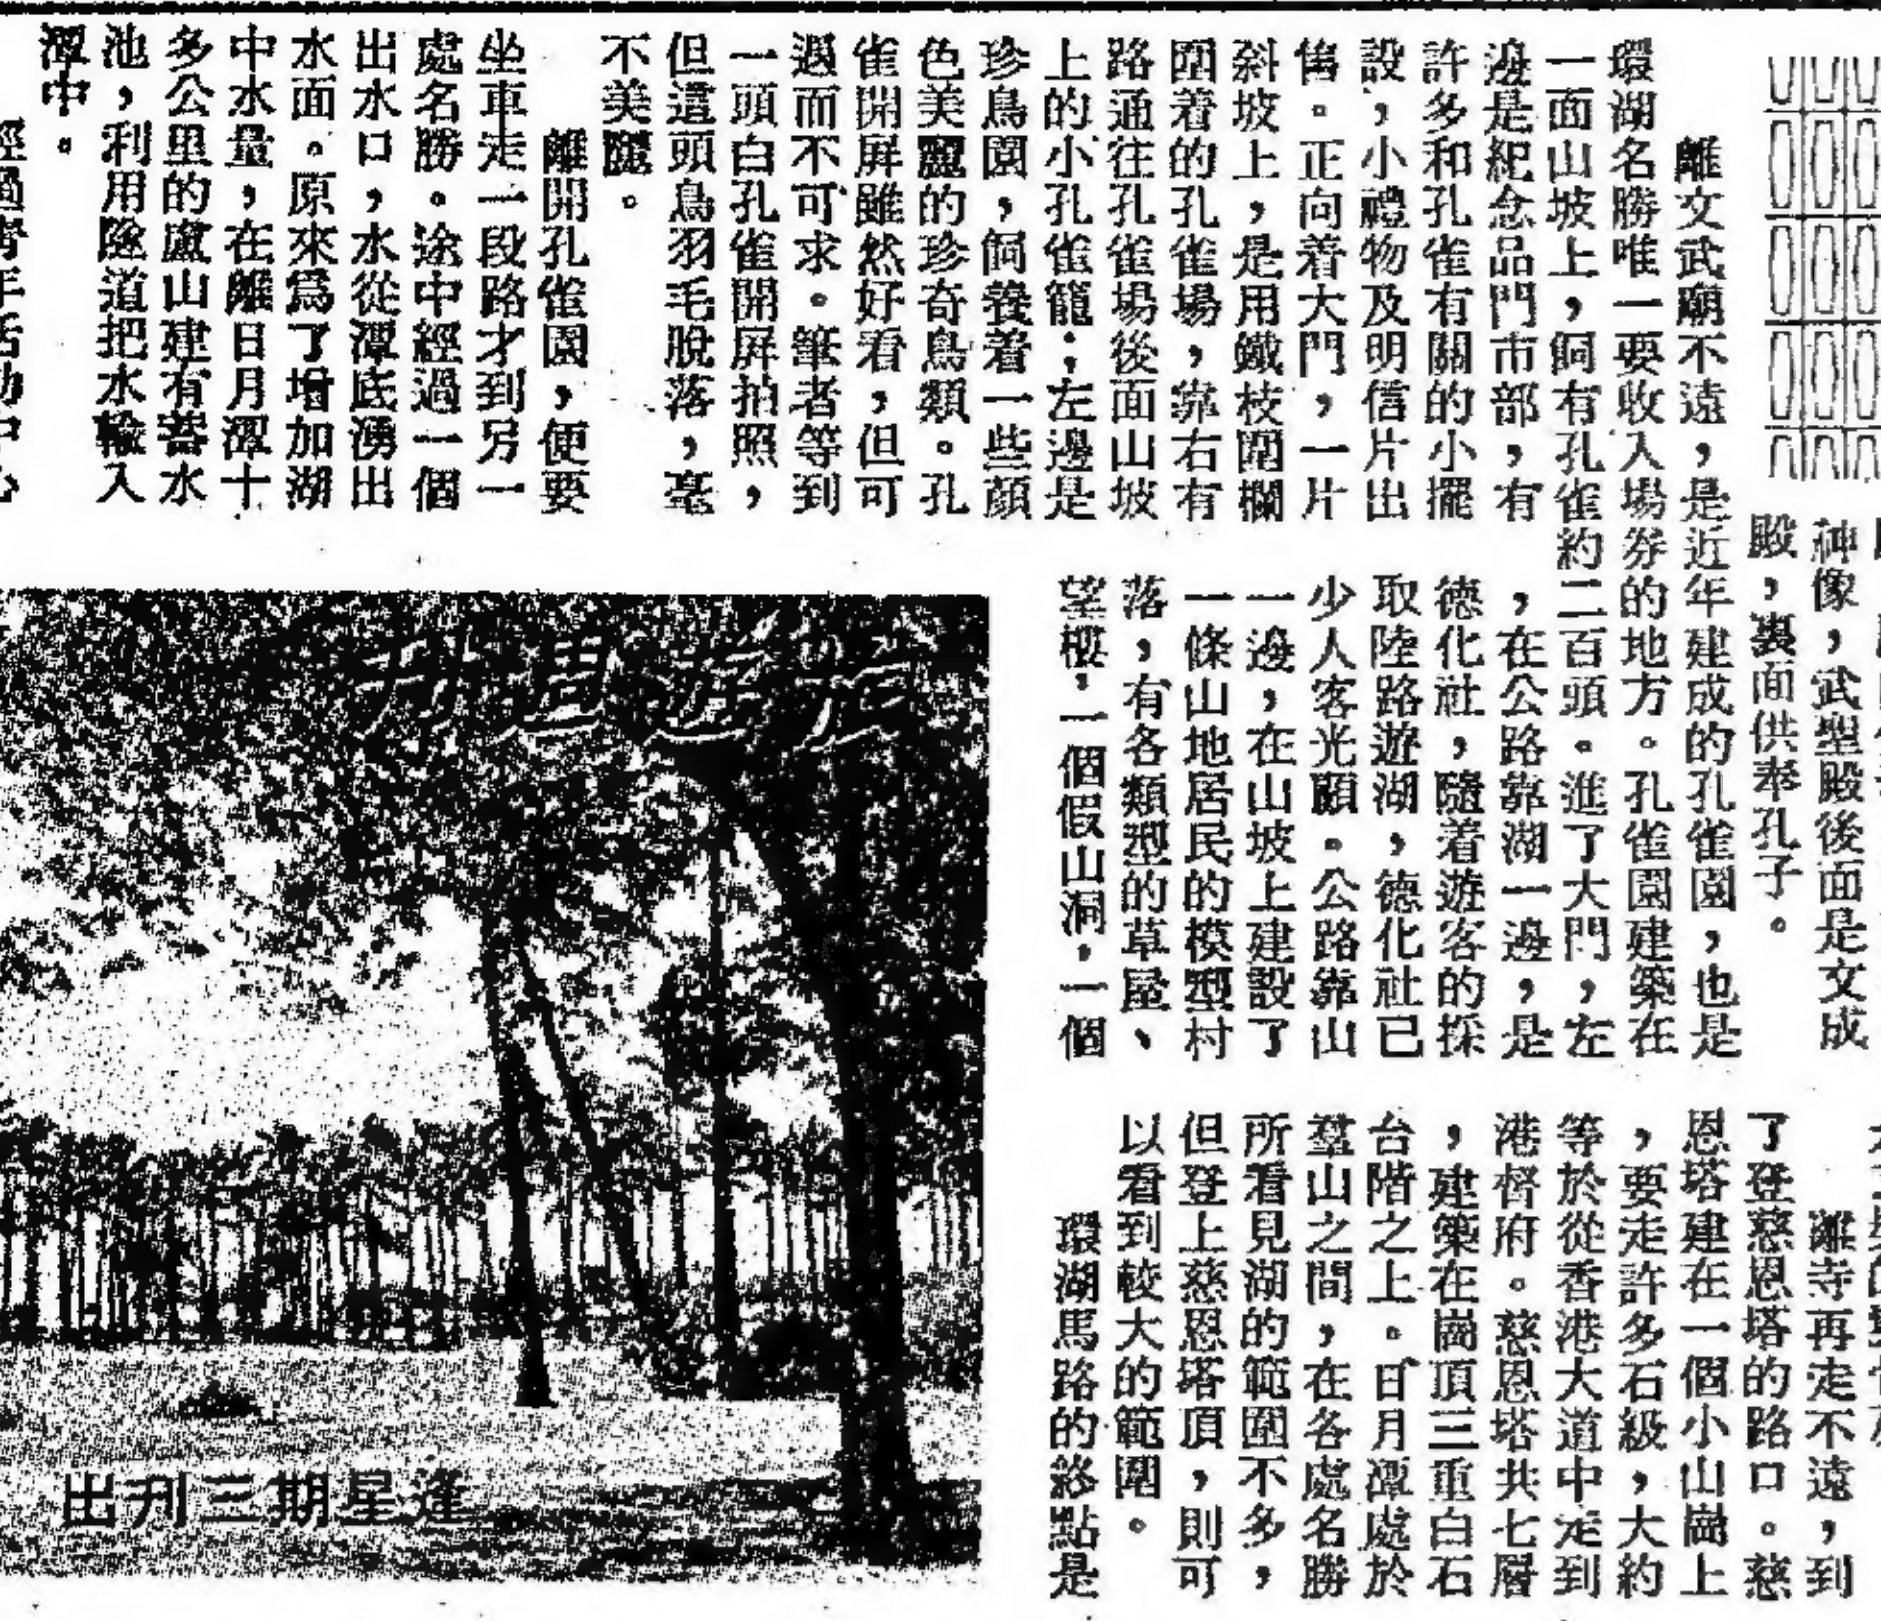 神像，武聖殿後面是文成
殿，裏面供奉孔子。
離文武廟不遠，是近年建成的孔雀園，也是
環湖名勝唯一要收入場券的地方。孔雀園建築在
一面山坡上，飼有孔雀約二百頭。進了大門，左
邊是紀念品門市部，有
許多和孔雀有關的小擺
設，小禮物及明信片出
售。正向着大門，一片
斜坡上，是用鐵枝圍欄
圍着的孔雀場，靠右有
路通往孔雀場後面山坡
上的小孔雀籠；左邊是
珍鳥園，飼養着一些顏
色美麗的珍奇鳥類。孔
雀開屏雖然好看，但可
遇而不可求。筆者等到
一頭白孔雀開屏拍照，
但這頭鳥羽毛脫落，毫
不美麗。
離開孔雀園，便要
坐車走一段路才到另一
處名勝。途中經過一個
出水口，水從潭底湧出
水面。原來爲了增加湖
中水量，在離日月潭十
多公里的盧山建有蓄水
池，利用隧道把水輸入
潭中。
，在公路靠湖一邊，是
德化社，隨着遊客的採
取陸路遊湖，德化社已
少人客光顧。公路靠山
一邊，在山坡上建設了
一條山地居民的模型村
落，有各類型的草屋、
望樓，一個假山洞，一個
離寺再走不遠，到
了登慈恩塔的路口。慈
恩塔建在一個小山崗上
，要走許多石級，大約
等於從香港大道中走到
港督府。慈恩塔共七層
，建築在崗頂三重白石
台階之上。日月潭處於
羣山之間，在各處名勝
所看見湖的範圍不多，
但登上慈恩塔頂，則可
以看到較大的範圍。
環湖馬路的終點是
旅遊週刊
逢星期三刋出